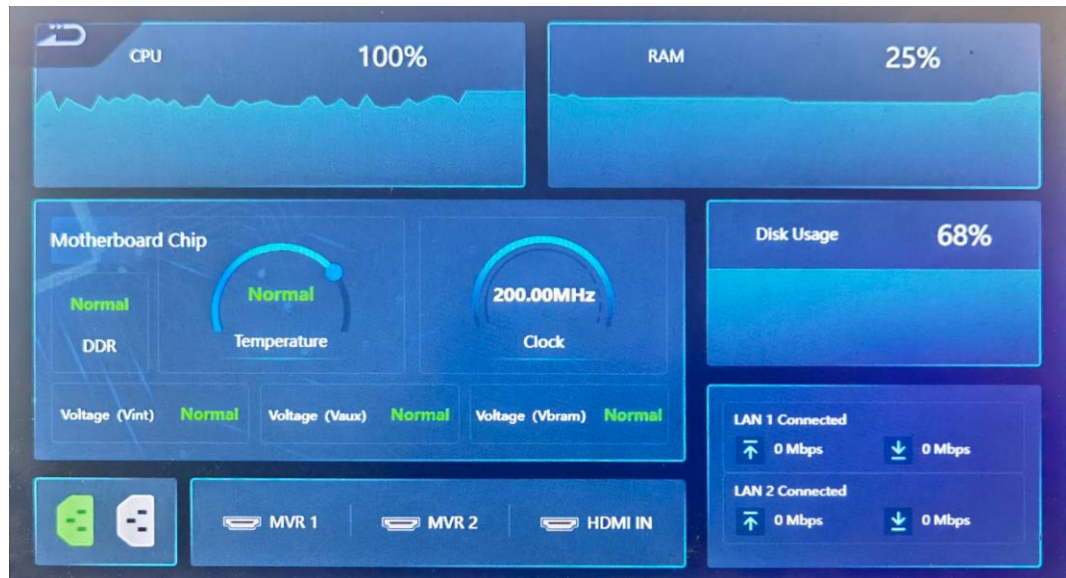 CPU 100%
RAM 25%
Motherboard Chip
Normal
DDR
Normal
Temperature
200.00MHz
Clock
Voltage (Vint) Normal
Voltage (Vaux) Normal
Voltage (Vbram) Normal
Disk Usage 68%
LAN 1 Connected
0 Mbps 0 Mbps
LAN 2 Connected
0 Mbps 0 Mbps
MVR 1
MVR 2
HDMI IN